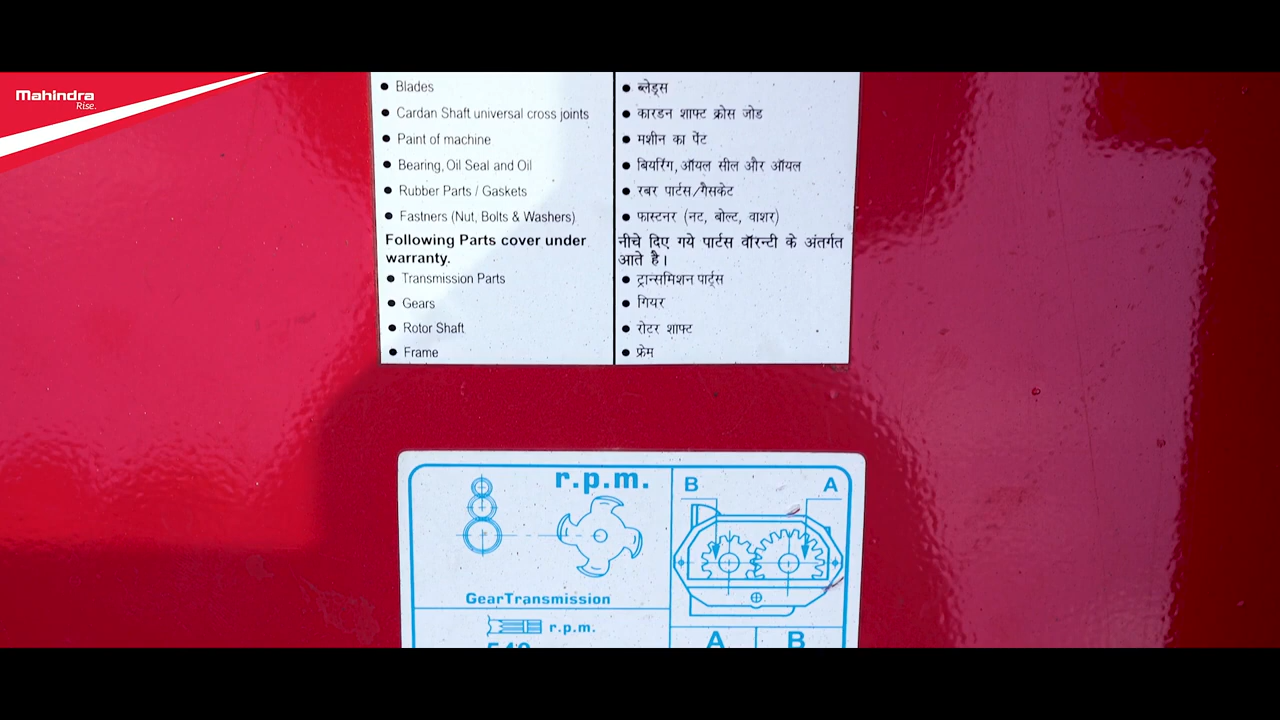 Mahindra
Rise.
Blades
Cardan Shaft universal cross joints
Paint of machine
Bearing, Oil Seal and Oil
Rubber Parts / Gaskets
Fastners (Nut, Bolts & Washers)
Following Parts cover under
warranty.
Transmission Parts
Gears
Rotor Shaft
Frame
ब्लेड्स
कारडन शाफ्ट क्रोस जोड
मशीन का पेंट
बियरिंग, ऑयल सील और ऑयल
रबर पार्टस/गैसकेट
फास्टनर (नट, बोल्ट, वाशर)
नीचे दिए गये पार्टस वॉरन्टी के अंतर्गत
आते है।
ट्रान्समिशन पार्ट्स
गियर
रोटर शाफ्ट
फ्रेम
r.p.m.
GearTransmission
r.p.m.
540
B A
A B